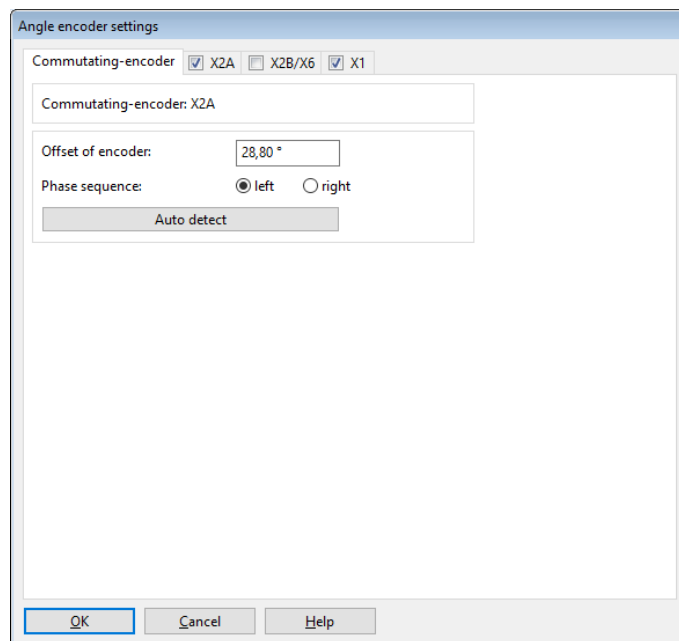 Angle encoder settings
Commutating-encoder X2A X2B/X6 X1
Commutating-encoder: X2A
Offset of encoder: 28,80 °
Phase sequence: left right
Auto detect
OK Cancel Help